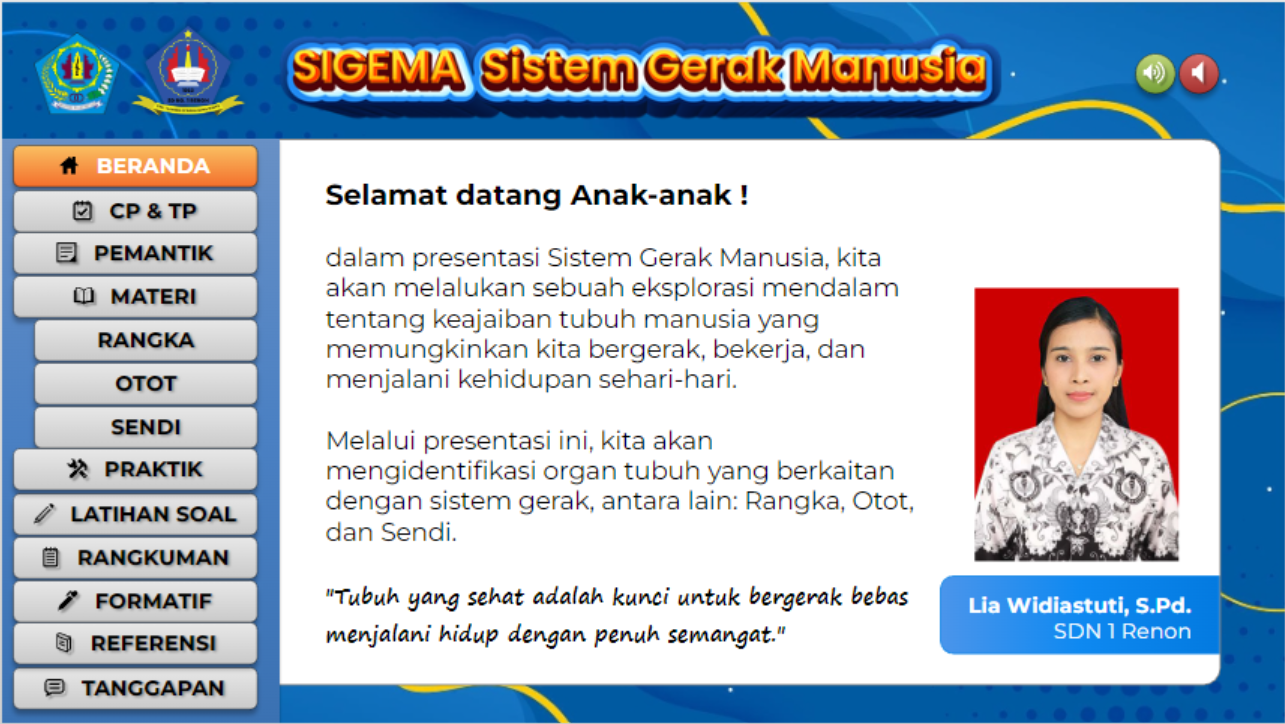 SIGEMA Sistem Gerak Manusia
BERANDA
CP & TP
PEMANTIK
MATERI
RANGKA
OTOT
SENDI
PRAKTIK
LATIHAN SOAL
RANGKUMAN
FORMATIF
REFERENSI
TANGGAPAN
Selamat datang Anak-anak !
dalam presentasi Sistem Gerak Manusia, kita
akan melalukan sebuah eksplorasi mendalam
tentang keajaiban tubuh manusia yang
memungkinkan kita bergerak, bekerja, dan
menjalani kehidupan sehari-hari.
Melalui presentasi ini, kita akan
mengidentifikasi organ tubuh yang berkaitan
dengan sistem gerak, antara lain: Rangka, Otot,
dan Sendi.
"Tubuh yang sehat adalah kunci untuk bergerak bebas
menjalani hidup dengan penuh semangat."
Lia Widiastuti, S.Pd.
SDN 1 Renon